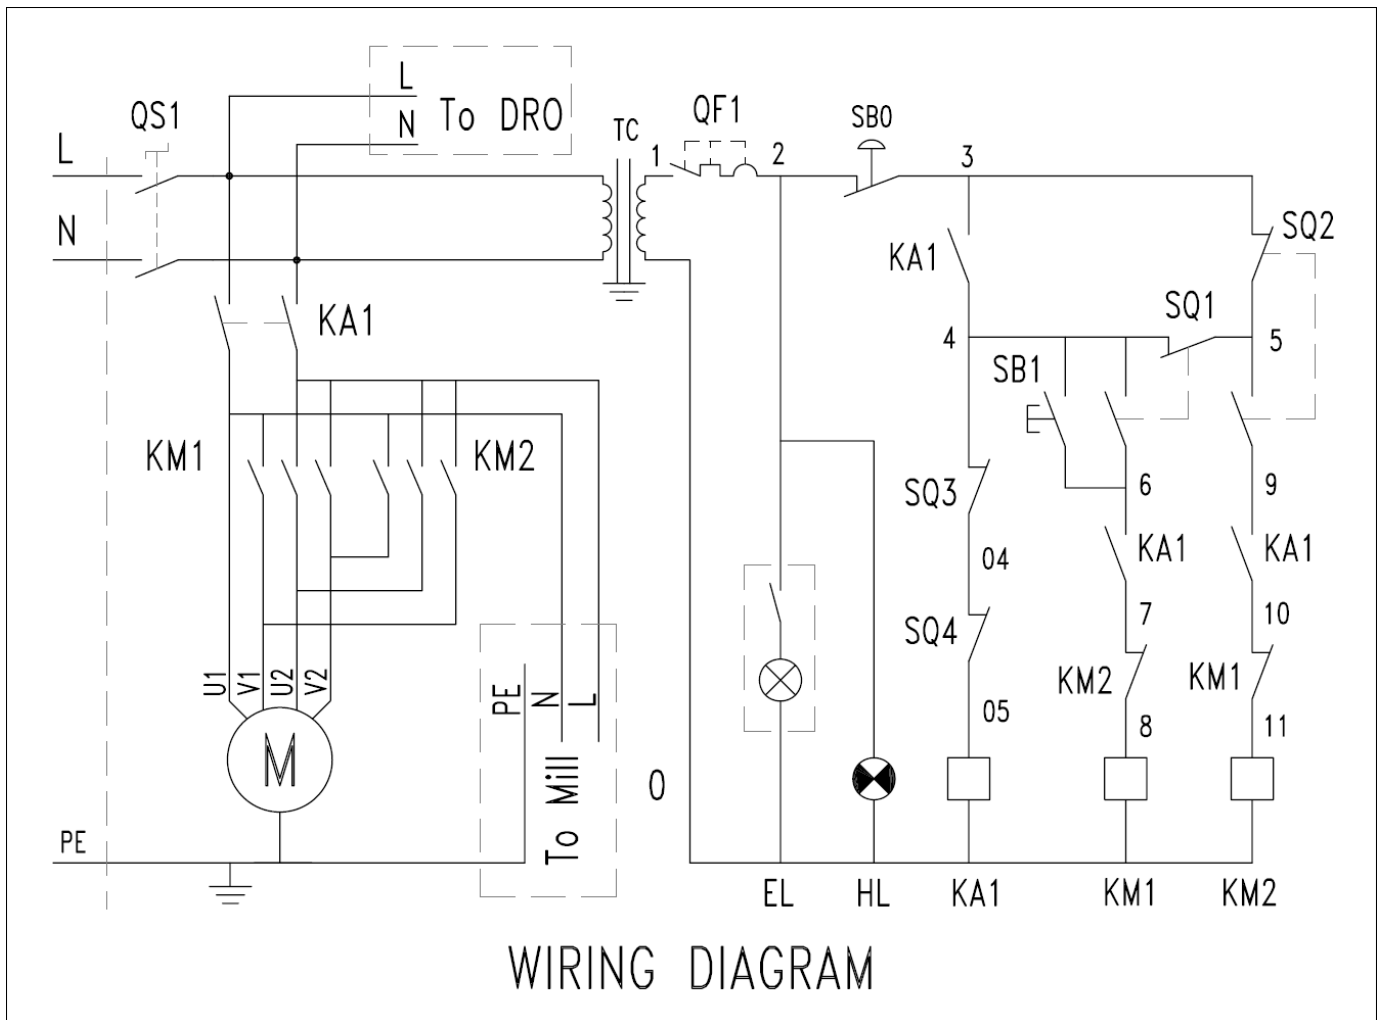 L
To DRO
N
QS1
TC
QF1
SB0
L
1
2
3
N
SQ2
KA1
SQ1
KA1
4
5
SB1
KM1
KM2
SQ3
6
9
04
KA1
KA1
SQ4
7
10
KM2
KM1
U1
V1
U2
V2
PE
N
L
05
8
11
M
To Mill
0
PE
EL
HL
KA1
KM1
KM2
WIRING DIAGRAM